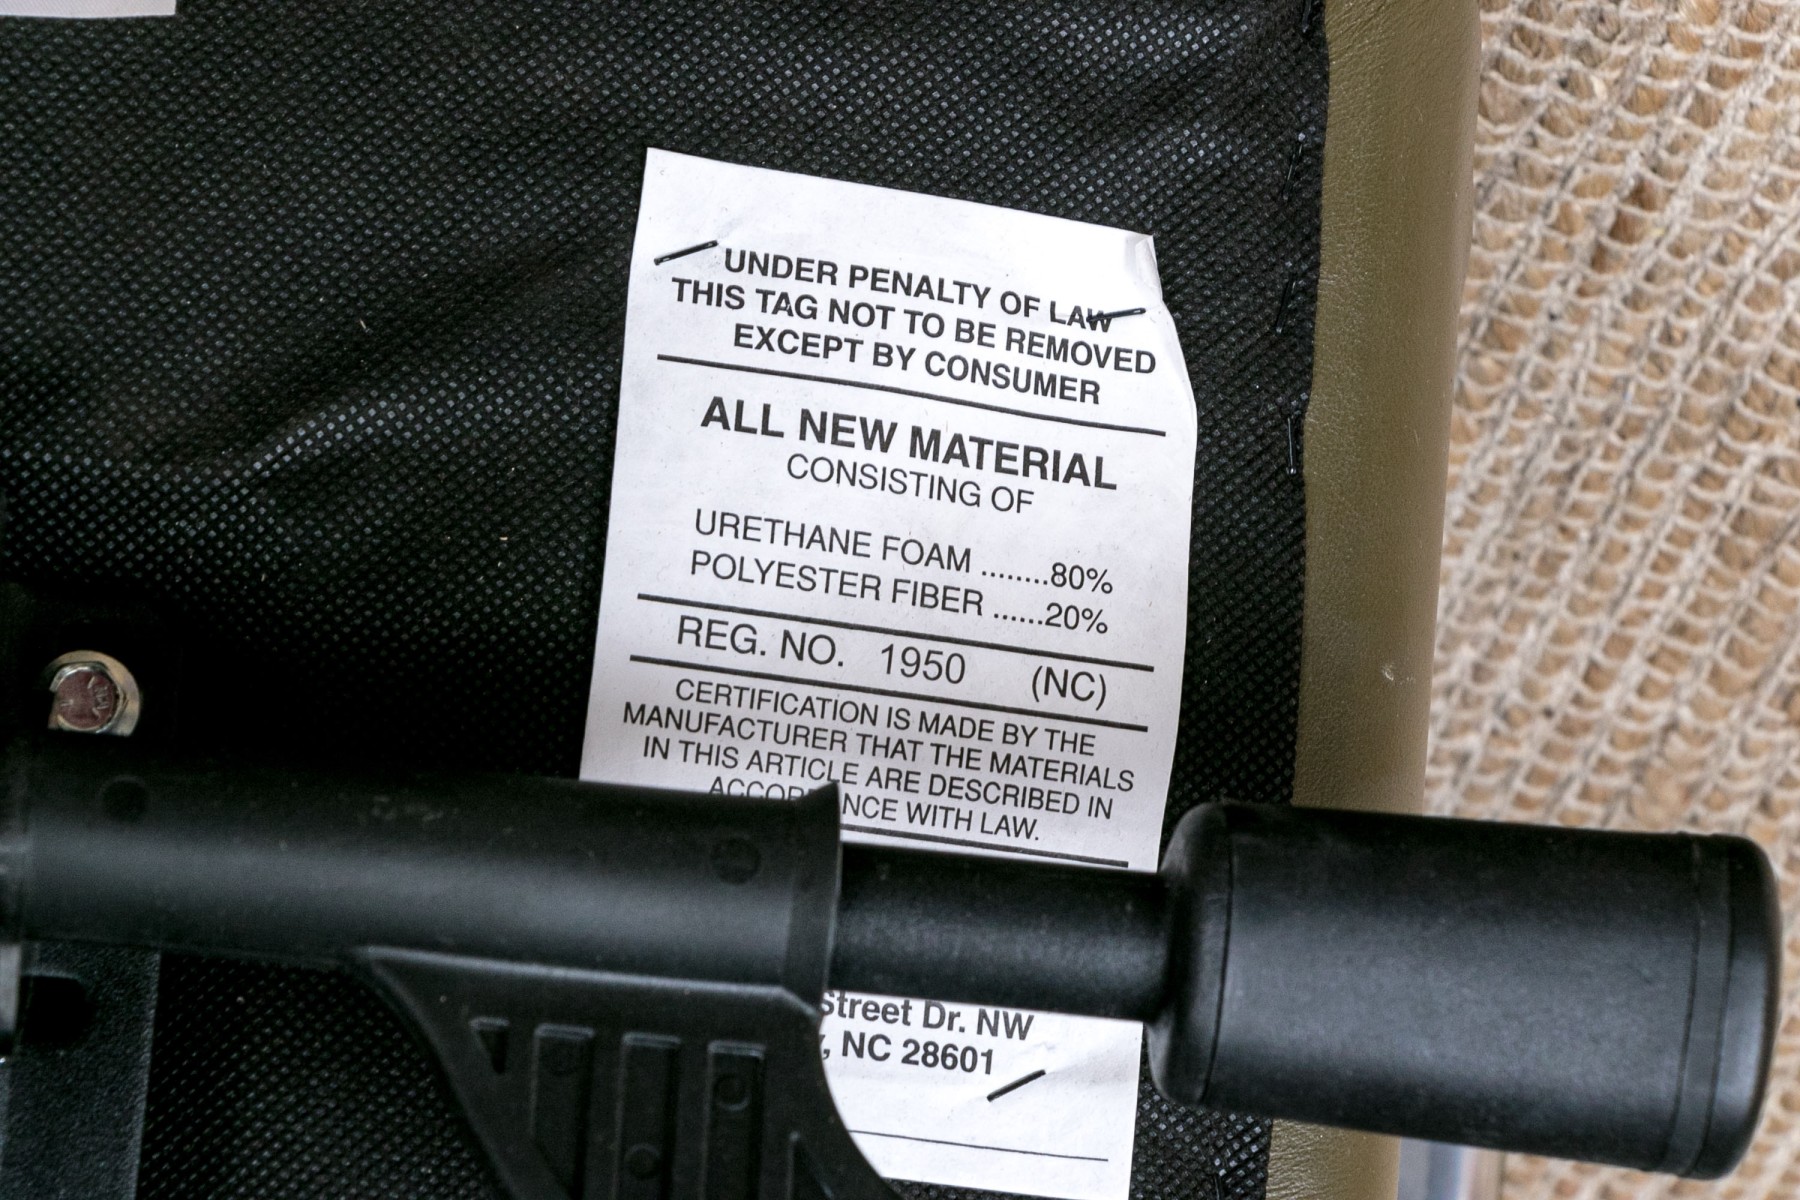 UNDER PENALTY OF LAW
THIS TAG NOT TO BE REMOVED
EXCEPT BY CONSUMER
ALL NEW MATERIAL
CONSISTING OF
URETHANE FOAM ........80%
POLYESTER FIBER ......20%
REG. NO. 1950 (NC)
CERTIFICATION IS MADE BY THE
MANUFACTURER THAT THE MATERIALS
IN THIS ARTICLE ARE DESCRIBED IN
ACCORDANCE WITH LAW.
Street Dr. NW
, NC 28601